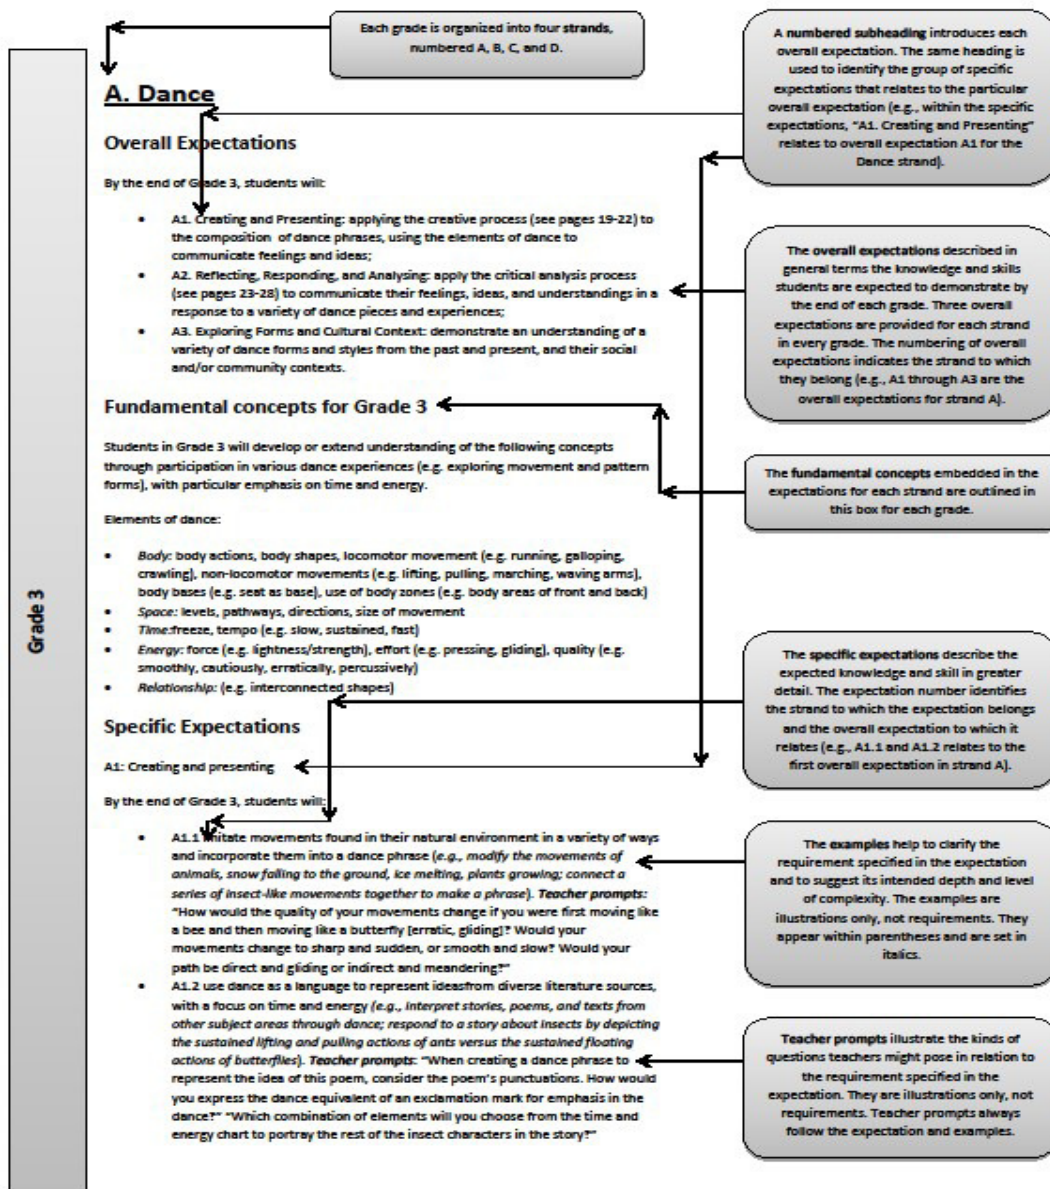 Each grade is organized into four strands,
numbered A, B, C, and D.
A numbered subheading introduces each
overall expectation. The same heading is
used to identify the group of specific
expectations that relates to the particular
overall expectation (e.g., within the specific
expectations, "A1. Creating and Presenting"
relates to overall expectation A1 for the
Dance strand).
Grade 3
A. Dance
Overall Expectations
By the end of Grade 3, students will:
• A1. Creating and Presenting: applying the creative process (see pages 19-22) to
the composition of dance phrases, using the elements of dance to
communicate feelings and ideas;
• A2. Reflecting, Responding, and Analysing: apply the critical analysis process
(see pages 23-28) to communicate their feelings, ideas, and understandings in a
response to a variety of dance pieces and experiences;
• A3. Exploring Forms and Cultural Context: demonstrate an understanding of a
variety of dance forms and styles from the past and present, and their social
and/or community contexts.
The overall expectations described in
general terms the knowledge and skills
students are expected to demonstrate by
the end of each grade. Three overall
expectations are provided for each strand
in every grade. The numbering of overall
expectations indicates the strand to which
they belong (e.g., A1 through A3 are the
overall expectations for strand A).
Fundamental concepts for Grade 3
Students in Grade 3 will develop or extend understanding of the following concepts
through participation in various dance experiences (e.g. exploring movement and pattern
forms), with particular emphasis on time and energy.
The fundamental concepts embedded in the
expectations for each strand are outlined in
this box for each grade.
Elements of dance:
• Body: body actions, body shapes, locomotor movement (e.g. running, galloping,
crawling), non-locomotor movements (e.g. lifting, pulling, marching, waving arms),
body bases (e.g. seat as base), use of body zones (e.g. body areas of front and back)
• Space: levels, pathways, directions, size of movement
• Time:freeze, tempo (e.g. slow, sustained, fast)
• Energy: force (e.g. lightness/strength), effort (e.g. pressing, gliding), quality (e.g.
smoothly, cautiously, erratically, percussively)
• Relationship: (e.g. interconnected shapes)
The specific expectations describe the
expected knowledge and skill in greater
detail. The expectation number identifies
the strand to which the expectation belongs
and the overall expectation to which it
relates (e.g., A1.1 and A1.2 relates to the
first overall expectation in strand A).
Specific Expectations
A1: Creating and presenting
By the end of Grade 3, students will:
• A1.1 imitate movements found in their natural environment in a variety of ways
and incorporate them into a dance phrase (e.g., modify the movements of
animals, snow falling to the ground, ice melting, plants growing; connect a
series of insect-like movements together to make a phrase). Teacher prompts:
"How would the quality of your movements change if you were first moving like
a bee and then moving like a butterfly [erratic, gliding]? Would your
movements change to sharp and sudden, or smooth and slow? Would your
path be direct and gliding or indirect and meandering?"
• A1.2 use dance as a language to represent ideasfrom diverse literature sources,
with a focus on time and energy (e.g., interpret stories, poems, and texts from
other subject areas through dance; respond to a story about insects by depicting
the sustained lifting and pulling actions of ants versus the sustained floating
actions of butterflies). Teacher prompts: "When creating a dance phrase to
represent the idea of this poem, consider the poem's punctuations. How would
you express the dance equivalent of an exclamation mark for emphasis in the
dance?" "Which combination of elements will you choose from the time and
energy chart to portray the rest of the insect characters in the story?"
The examples help to clarify the
requirement specified in the expectation
and to suggest its intended depth and level
of complexity. The examples are
illustrations only, not requirements. They
appear within parentheses and are set in
italics.
Teacher prompts illustrate the kinds of
questions teachers might pose in relation to
the requirement specified in the
expectation. They are illustrations only, not
requirements. Teacher prompts always
follow the expectation and examples.